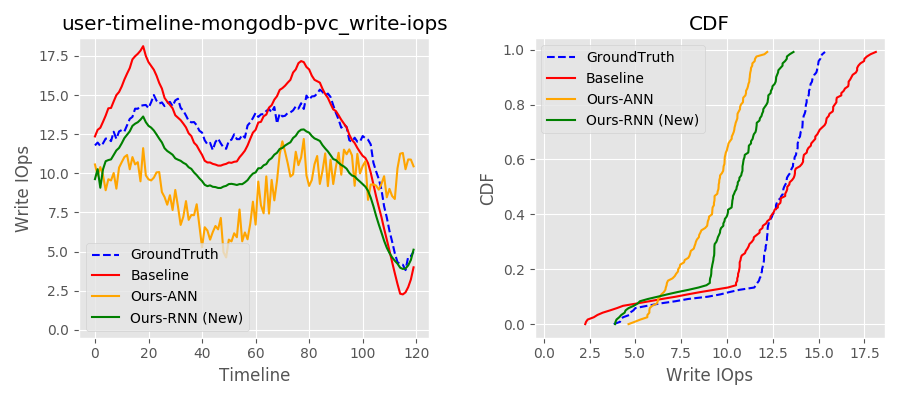 user-timeline-mongodb-pvc_write-iops
Write IOps
17.5
15.0
12.5
10.0
7.5
5.0
2.5
0.0
GroundTruth
Baseline
Ours-ANN
Ours-RNN (New)
0 20 40 60 80 100 120
Timeline
CDF
CDF
1.0
0.8
0.6
0.4
0.2
0.0
GroundTruth
Baseline
Ours-ANN
Ours-RNN (New)
0.0 2.5 5.0 7.5 10.0 12.5 15.0 17.5
Write IOps